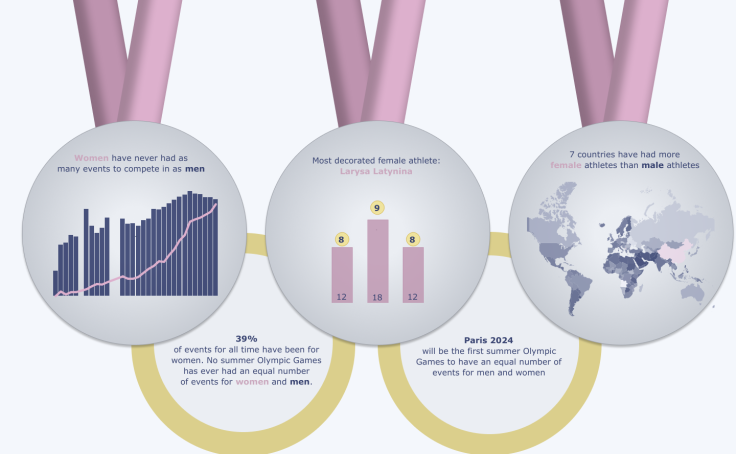 Women have never had as
many events to compete in as men
Most decorated female athlete:
Larysa Latynina
9
8
8
12
18
12
7 countries have had more
female athletes than male athletes
39%
of events for all time have been for
women. No summer Olympic Games
has ever had an equal number
of events for women and men.
Paris 2024
will be the first summer Olympic
Games to have an equal number of
events for men and women